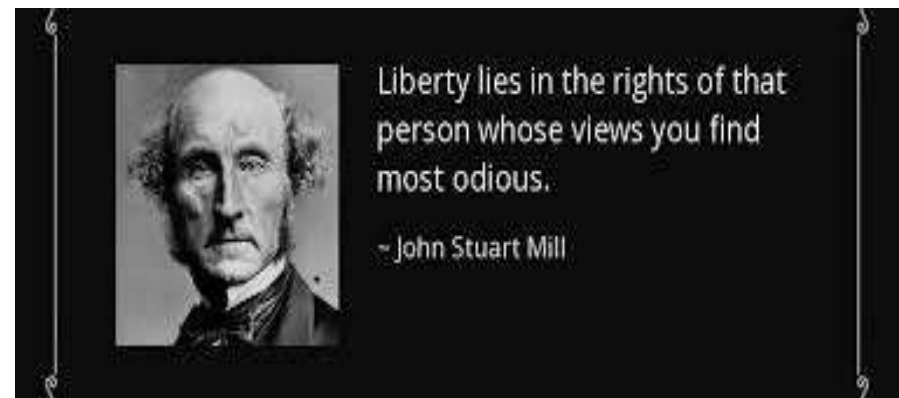 Liberty lies in the rights of that
person whose views you find
most odious.
~ John Stuart Mill